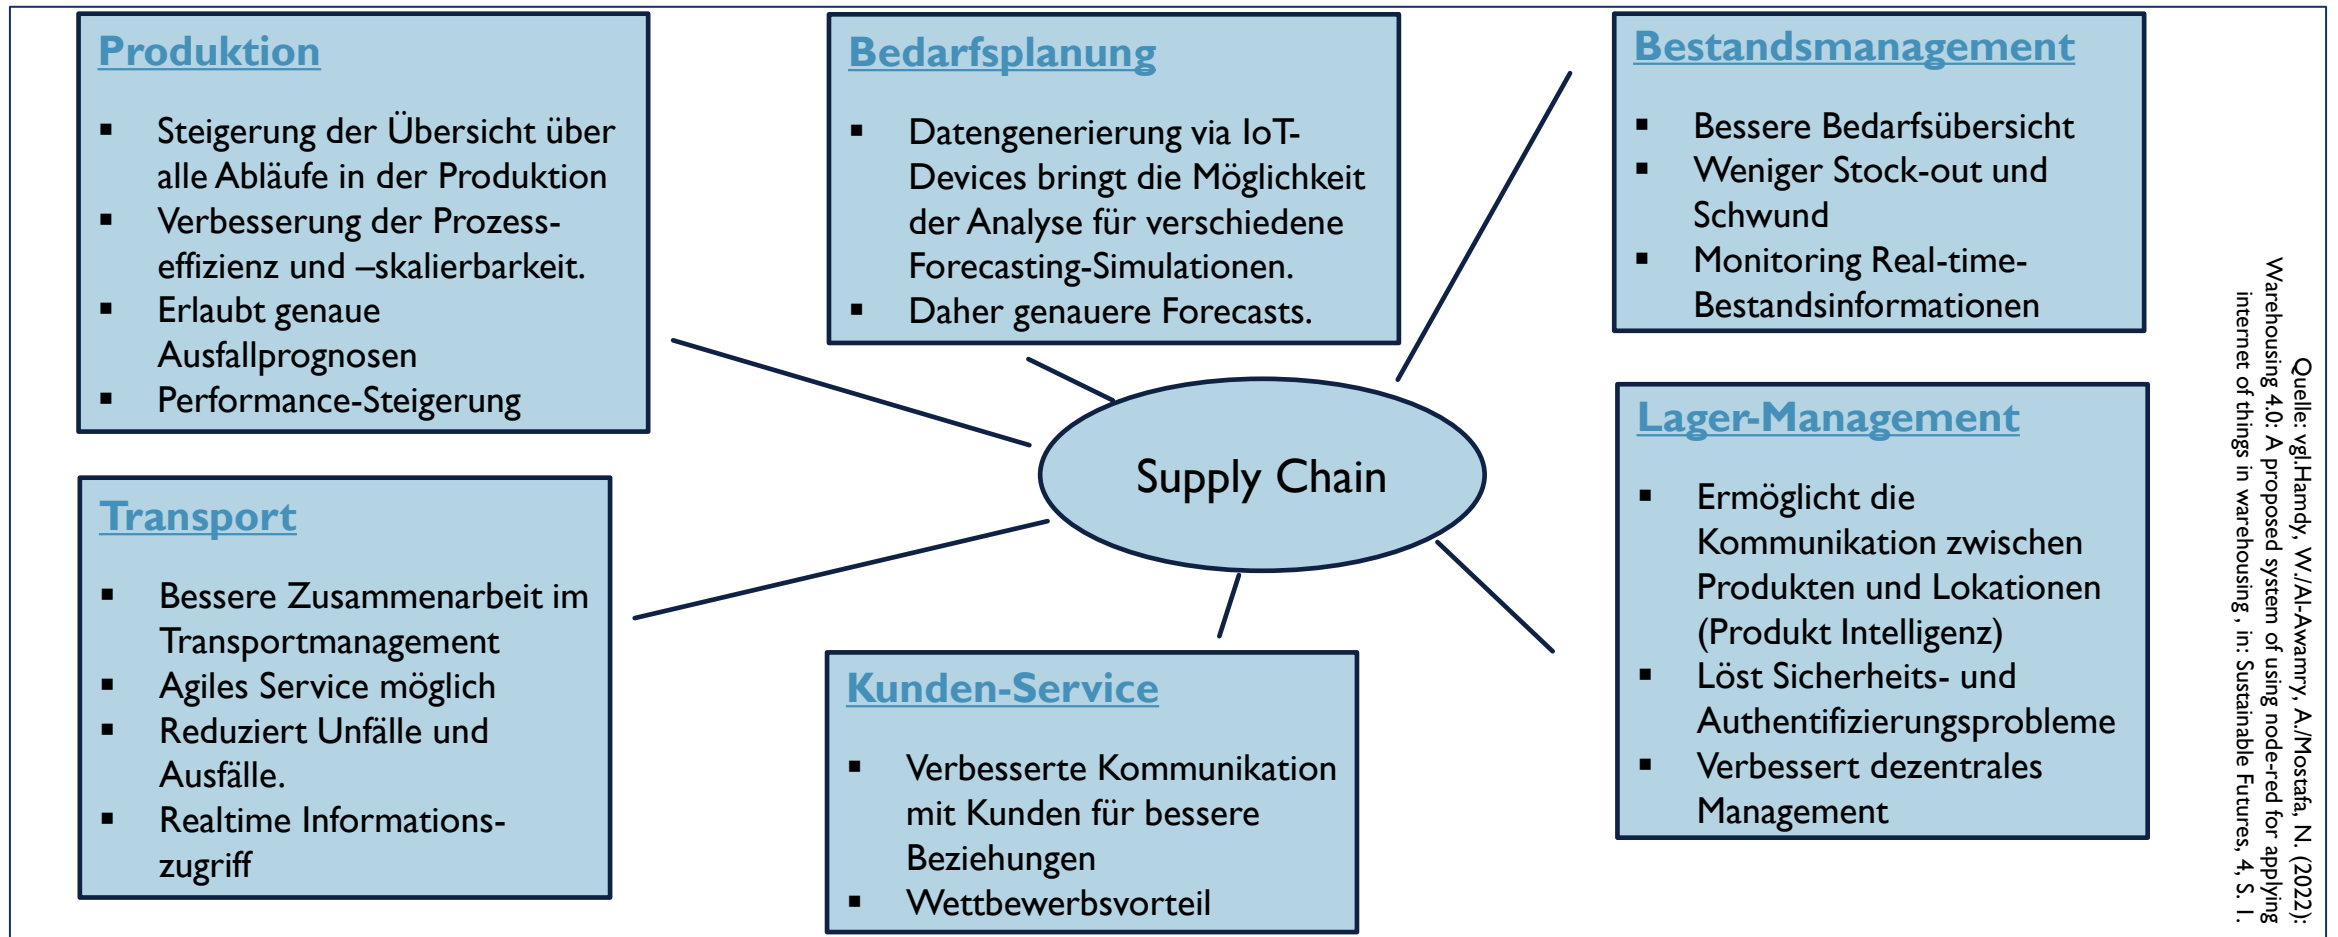 Produktion
▪ Steigerung der Übersicht über
alle Abläufe in der Produktion
▪ Verbesserung der Prozess-
effizienz und –skalierbarkeit.
▪ Erlaubt genaue
Ausfallprognosen
▪ Performance-Steigerung
Bedarfsplanung
▪ Datengenerierung via IoT-
Devices bringt die Möglichkeit
der Analyse für verschiedene
Forecasting-Simulationen.
▪ Daher genauere Forecasts.
Bestandsmanagement
▪ Bessere Bedarfsübersicht
▪ Weniger Stock-out und
Schwund
▪ Monitoring Real-time-
Bestandsinformationen
Supply Chain
Transport
▪ Bessere Zusammenarbeit im
Transportmanagement
▪ Agiles Service möglich
▪ Reduziert Unfälle und
Ausfälle.
▪ Realtime Informations-
zugriff
Kunden-Service
▪ Verbesserte Kommunikation
mit Kunden für bessere
Beziehungen
▪ Wettbewerbsvorteil
Lager-Management
▪ Ermöglicht die
Kommunikation zwischen
Produkten und Lokationen
(Produkt Intelligenz)
▪ Löst Sicherheits- und
Authentifizierungsprobleme
▪ Verbessert dezentrales
Management
Quelle: vgl.Hamdy, W./Al-Awamry, A./Mostafa, N. (2022):
Warehousing 4.0: A proposed system of using node-red for applying
internet of things in warehousing , in: Sustainable Futures, 4, S. 1.